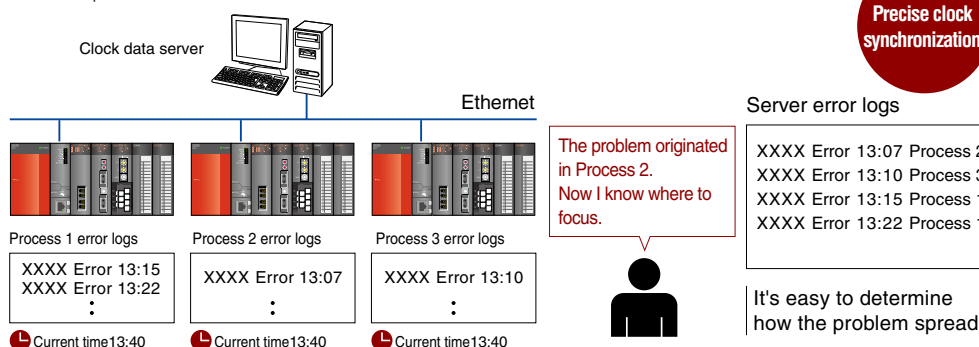 Precise clock
synchronization
Clock data server
Ethernet
Process 1 error logs
XXXX Error 13:15
XXXX Error 13:22
Current time13:40
Process 2 error logs
XXXX Error 13:07
Current time13:40
Process 3 error logs
XXXX Error 13:10
Current time13:40
The problem originated
in Process 2.
Now I know where to
focus.
Server error logs
XXXX Error 13:07 Process 2
XXXX Error 13:10 Process 3
XXXX Error 13:15 Process 1
XXXX Error 13:22 Process 1
It's easy to determine
how the problem spread